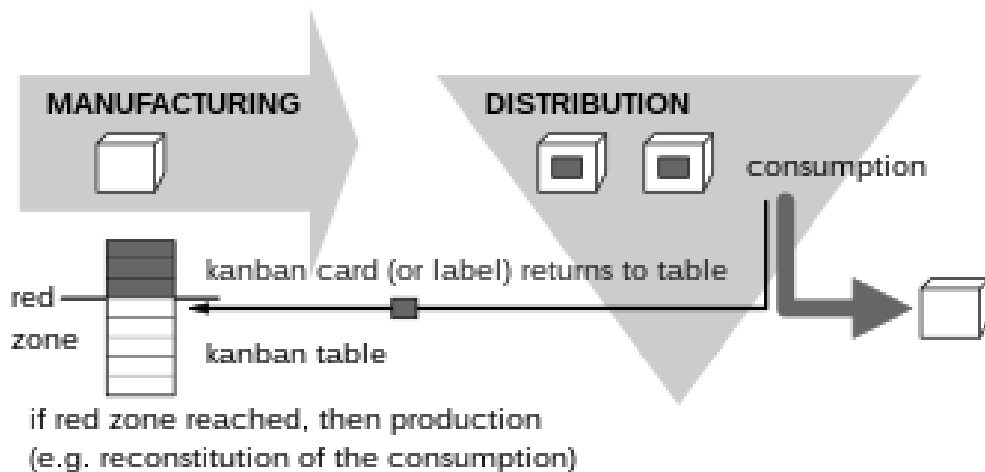 MANUFACTURING
DISTRIBUTION
consumption
kanban card (or label) returns to table
red
zone
kanban table
if red zone reached, then production
(e.g. reconstitution of the consumption)